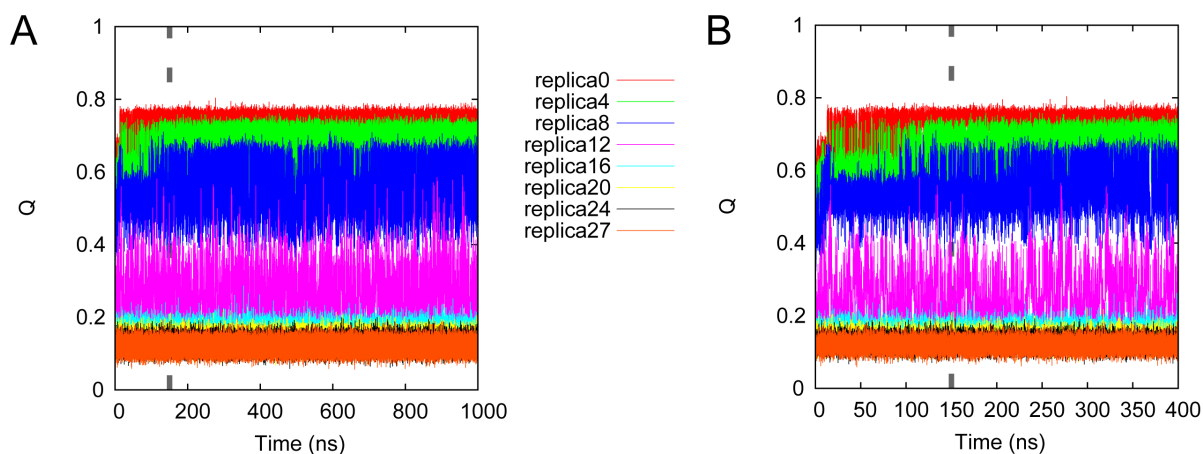 A
1
0.8
0.6
0.4
0.2
0
Q
0
200
400
600
800
1000
Time (ns)
replica0
replica4
replica8
replica12
replica16
replica20
replica24
replica27
B
1
0.8
0.6
0.4
0.2
0
Q
0
50
100
150
200
250
300
350
400
Time (ns)